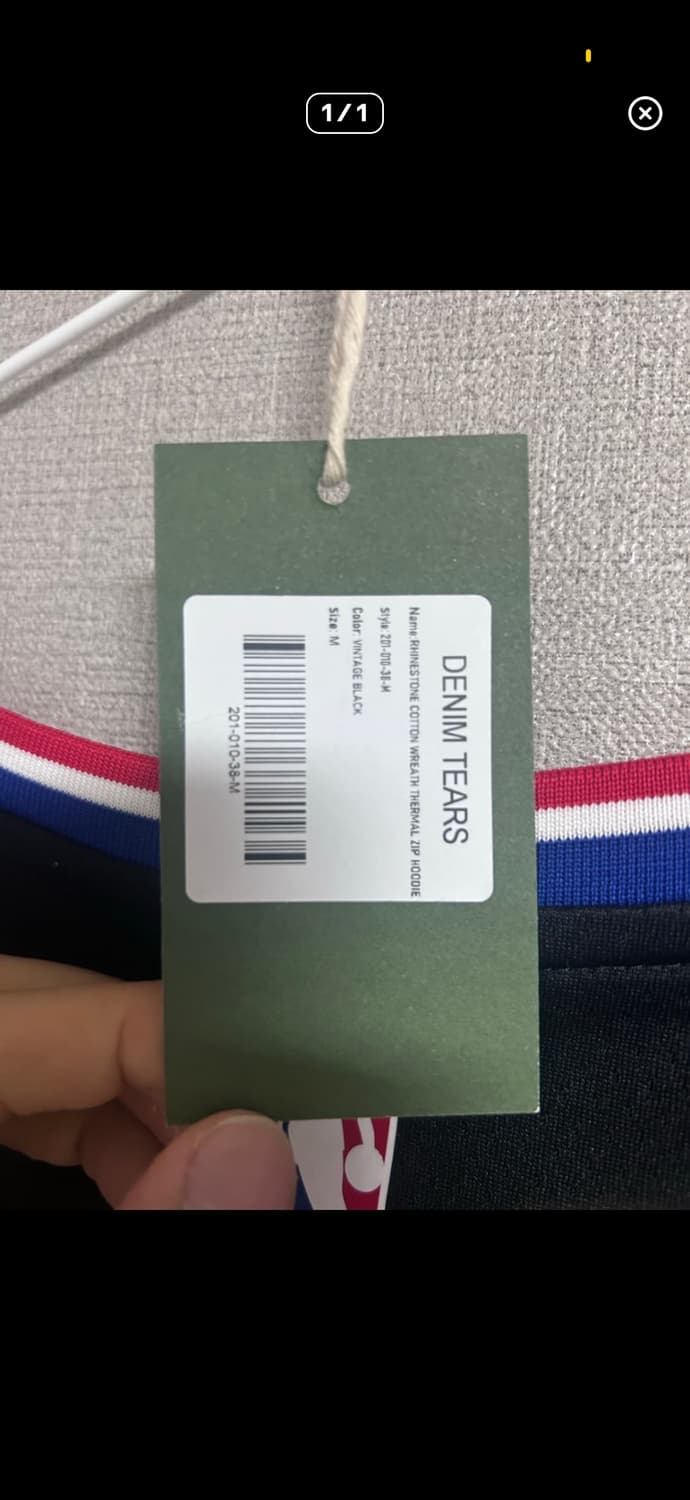 1/1
DENIM TEARS
Name: RHINESTONE COTTON WREATH THERMAL ZIP HOODIE
Style: 201-010-38-M
Color: VINTAGE BLACK
Size: M
201-010-38-M